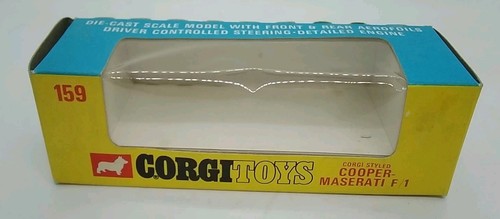 DIE-CAST SCALE MODEL WITH FRONT & REAR AEROFOILS
DRIVER CONTROLLED STEERING-DETAILED ENGINE
159
CORGI TOYS
CORGI STYLED
COOPER-
MASERATI F/1